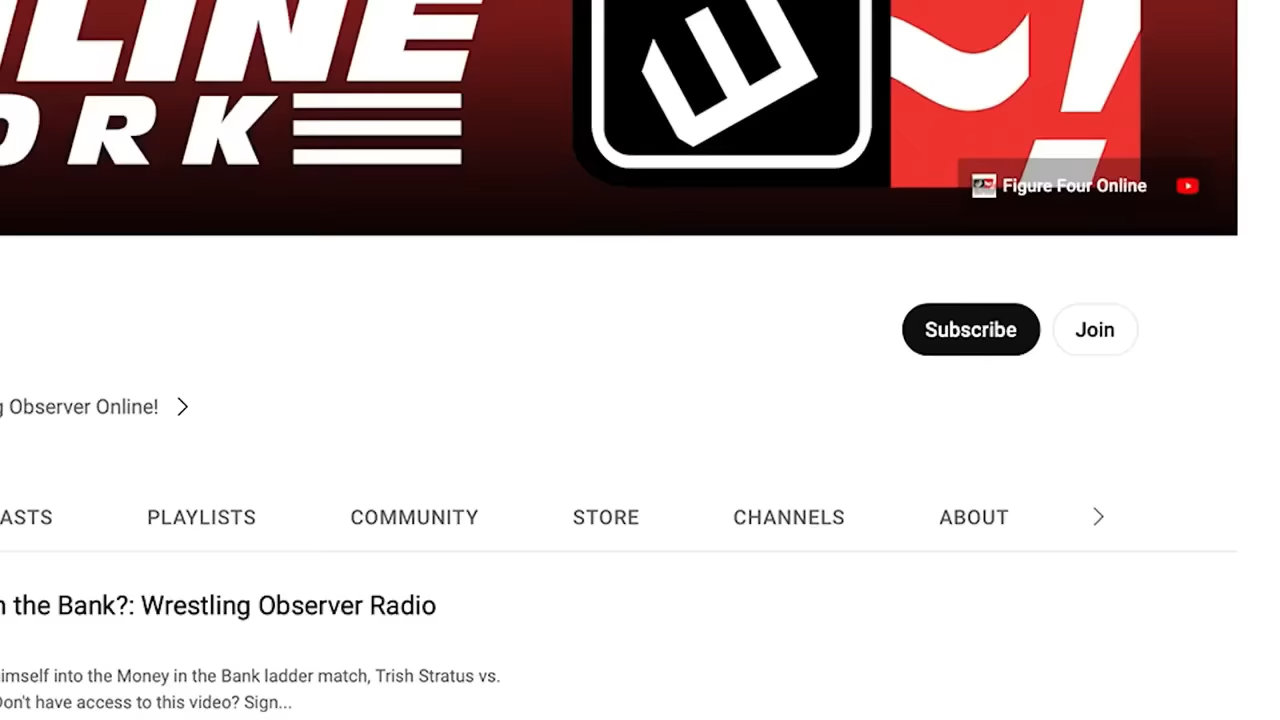 LINE
ORK
Figure Four Online
Subscribe Join
g Observer Online!
ASTS PLAYLISTS COMMUNITY STORE CHANNELS ABOUT
n the Bank?: Wrestling Observer Radio
imself into the Money in the Bank ladder match, Trish Stratus vs.
Don't have access to this video? Sign...